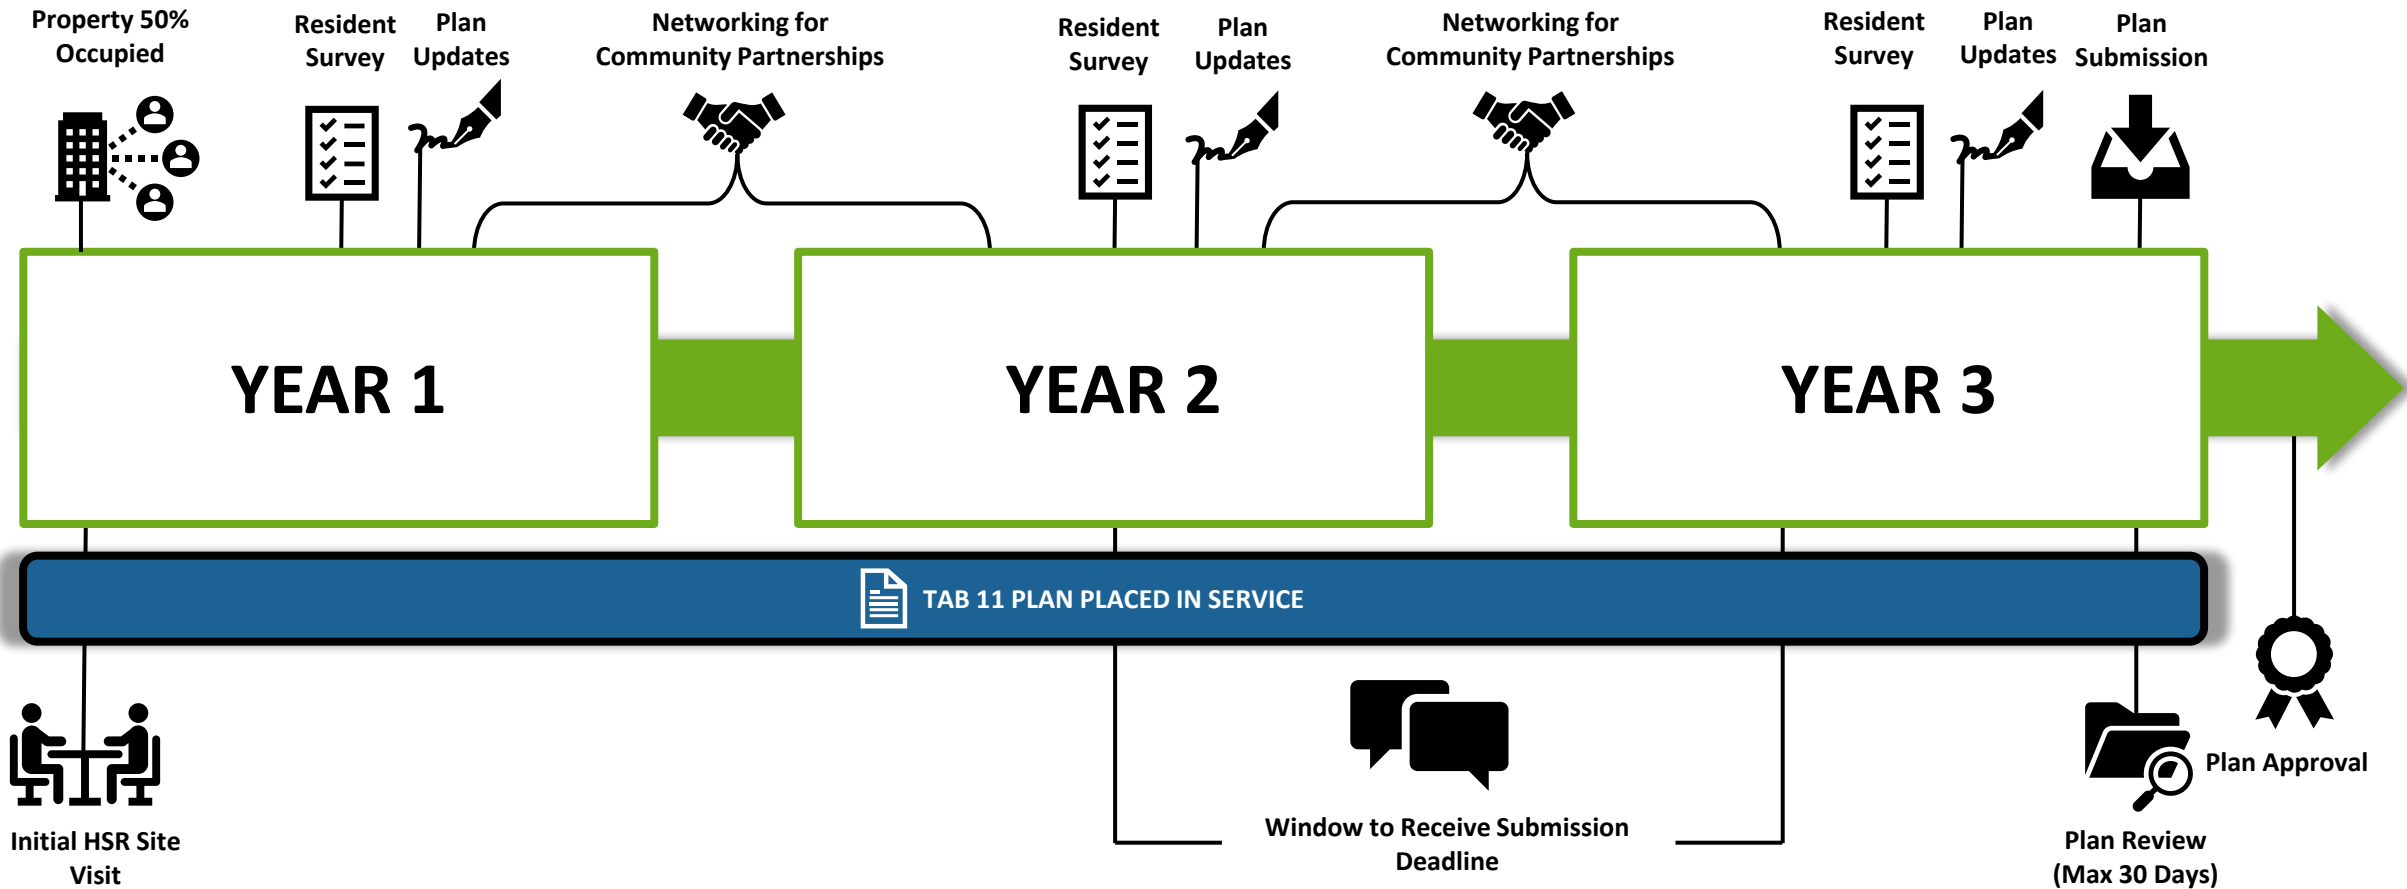 Property 50%
Occupied
Resident
Survey
Plan
Updates
Networking for
Community Partnerships
Resident
Survey
Plan
Updates
Networking for
Community Partnerships
Resident
Survey
Plan
Updates
Plan
Submission
YEAR 1
YEAR 2
YEAR 3
TAB 11 PLAN PLACED IN SERVICE
Initial HSR Site
Visit
Window to Receive Submission
Deadline
Plan Review
(Max 30 Days)
Plan Approval